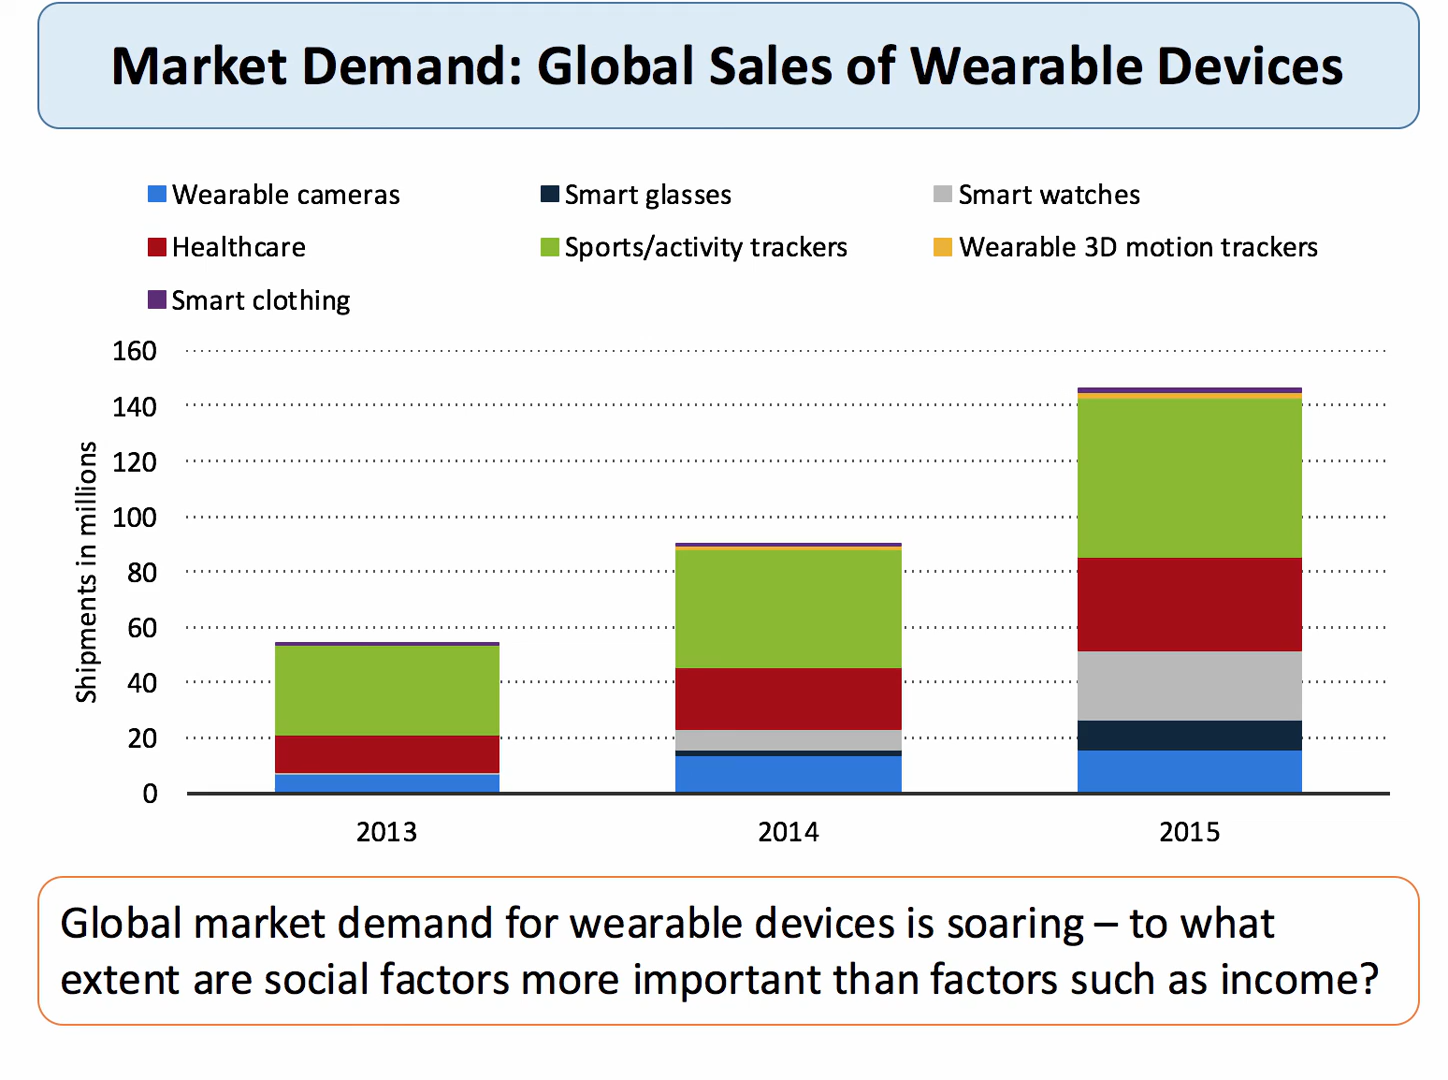 Market Demand: Global Sales of Wearable Devices
Wearable cameras
Smart glasses
Smart watches
Healthcare
Sports/activity trackers
Wearable 3D motion trackers
Smart clothing
Shipments in millions
160
140
120
100
80
60
40
20
0
2013
2014
2015
Global market demand for wearable devices is soaring – to what
extent are social factors more important than factors such as income?